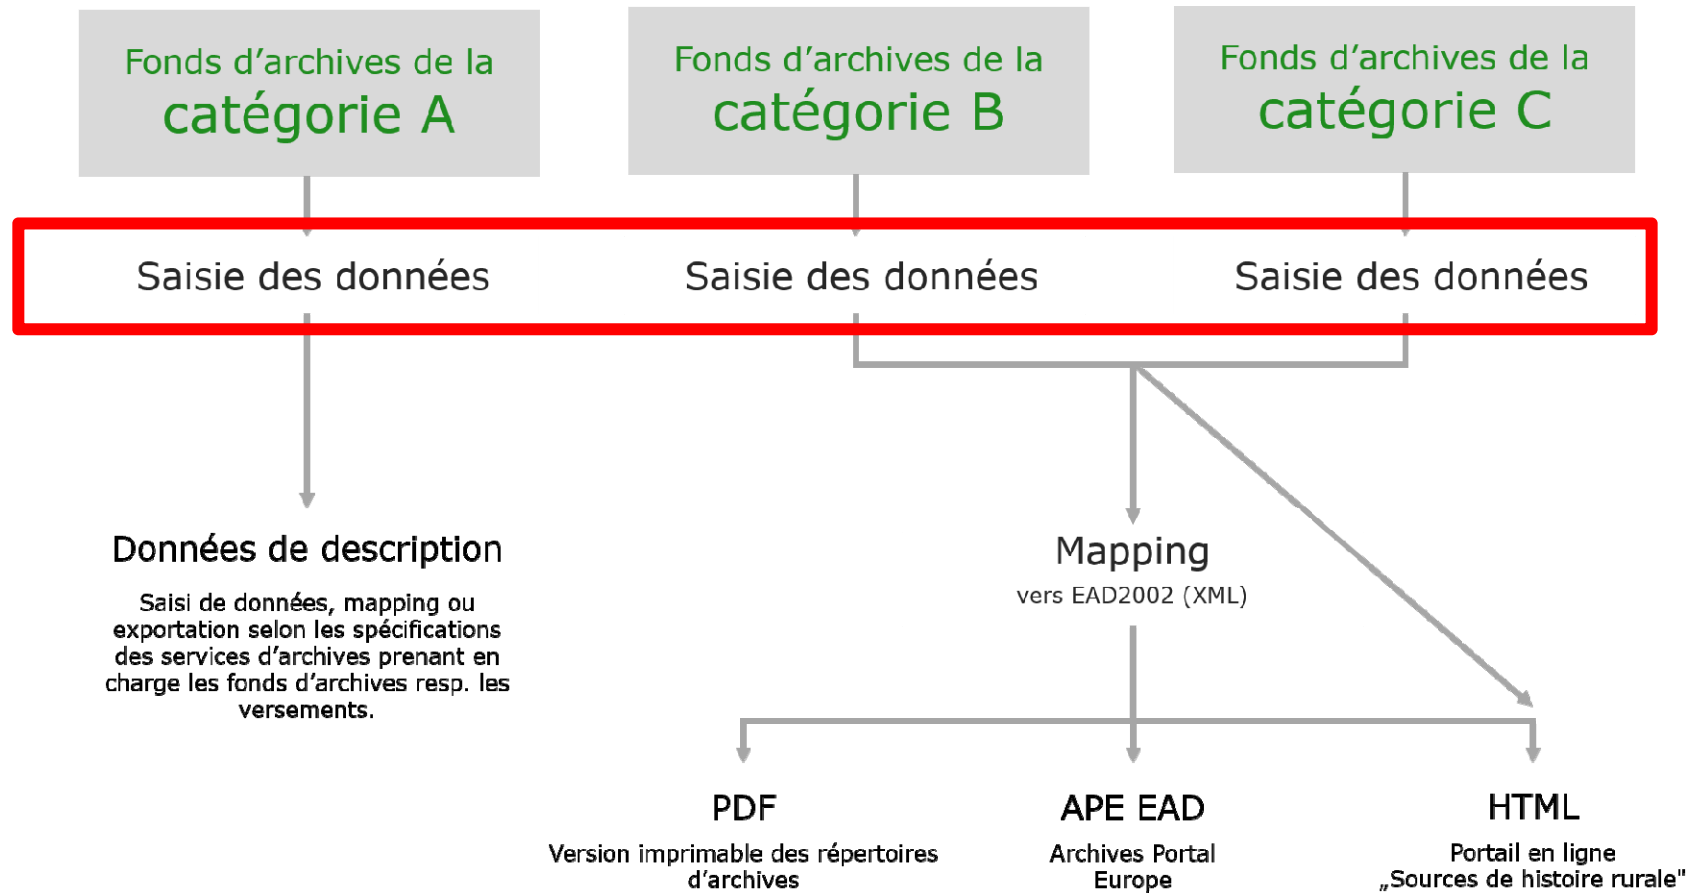 Fonds d'archives de la
catégorie A
Fonds d'archives de la
catégorie B
Fonds d'archives de la
catégorie C
Saisie des données
Saisie des données
Saisie des données
Données de description
Saisi de données, mapping ou
exportation selon les spécifications
des services d'archives prenant en
charge les fonds d'archives resp. les
versements.
Mapping
vers EAD2002 (XML)
PDF
Version imprimable des répertoires
d'archives
APE EAD
Archives Portal
Europe
HTML
Portail en ligne
„Sources de histoire rurale"